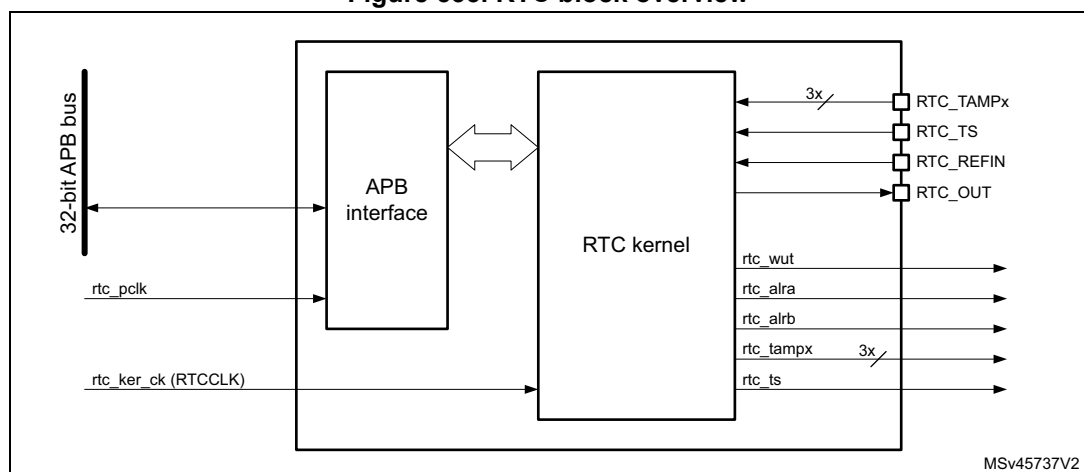 32-bit APB bus
APB
interface
RTC kernel
3x
RTC_TAMPx
RTC_TS
RTC_REFIN
RTC_OUT
rtc_pclk
rtc_ker_ck (RTCCLK)
rtc_wut
rtc_alra
rtc_alrb
rtc_tampx
3x
rtc_ts
MSv45737V2